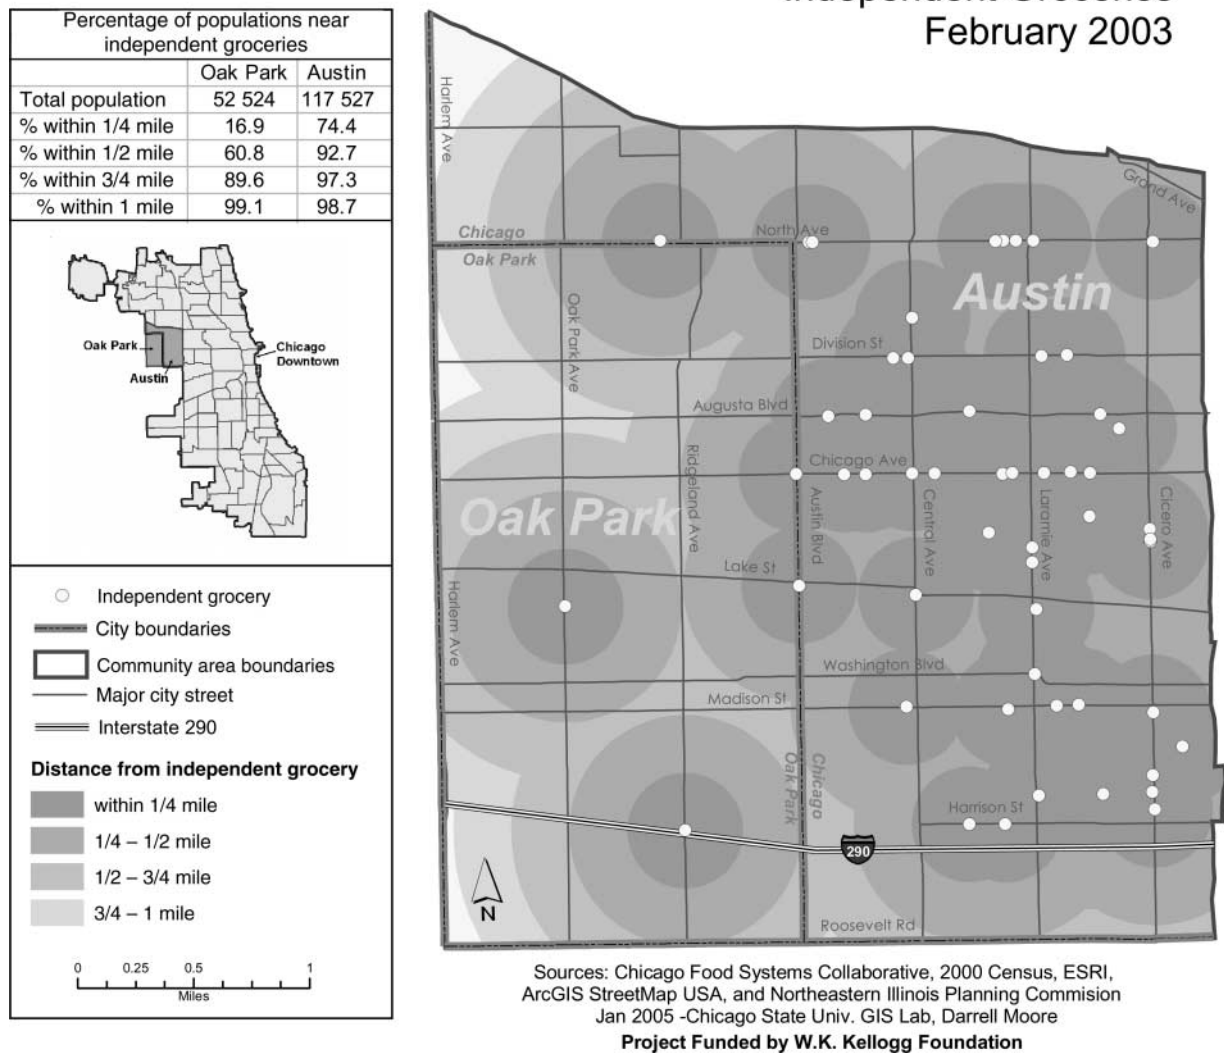 Percentage of populations near
independent groceries
Oak Park Austin
Total population 52 524 117 527
% within 1/4 mile 16.9 74.4
% within 1/2 mile 60.8 92.7
% within 3/4 mile 89.6 97.3
% within 1 mile 99.1 98.7
Oak Park
Austin
Chicago
Downtown
Independent grocery
City boundaries
Community area boundaries
Major city street
Interstate 290
Distance from independent grocery
within 1/4 mile
1/4 – 1/2 mile
1/2 – 3/4 mile
3/4 – 1 mile
0 0.25 0.5 1
Miles
Independent Groceries
February 2003
Harlem Ave
Grand Ave
Chicago
Oak Park
North Ave
Austin
Oak Park Ave
Division St
Augusta Blvd
Ridgeland Ave
Chicago Ave
Oak Park
Austin Blvd
Central Ave
Laramie Ave
Cicero Ave
Lake St
Harlem Ave
Washington Blvd
Madison St
Oak Park
Chicago
Harrison St
290
N
Roosevelt Rd
Sources: Chicago Food Systems Collaborative, 2000 Census, ESRI,
ArcGIS StreetMap USA, and Northeastern Illinois Planning Commision
Jan 2005 -Chicago State Univ. GIS Lab, Darrell Moore
Project Funded by W.K. Kellogg Foundation